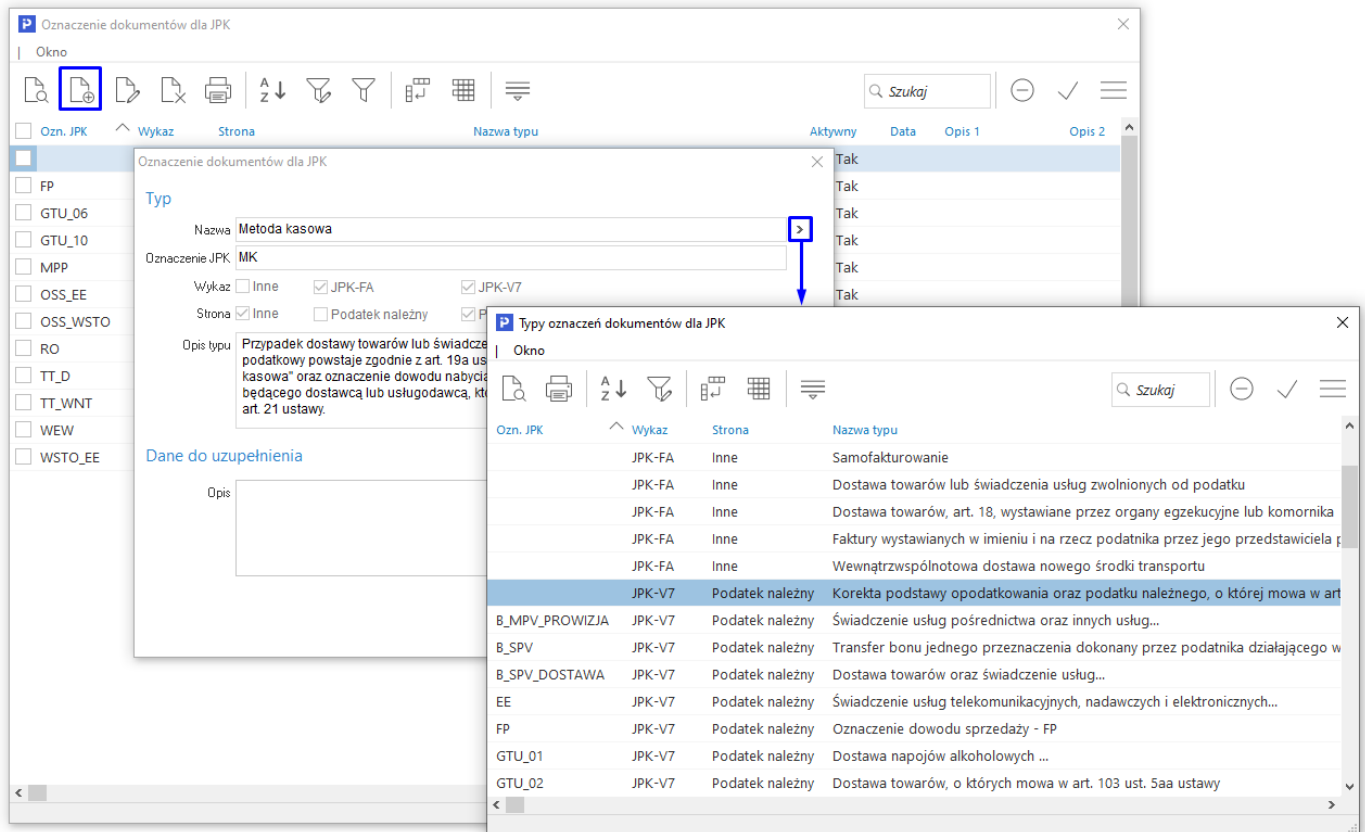 Oznaczenie dokumentów dla JPK
| Okno
Szukaj
Ozn. JPK Wykaz Strona Nazwa typu Aktywny Data Opis 1 Opis 2
Tak
FP Tak
GTU_06 Tak
GTU_10 Tak
MPP Tak
OSS_EE Tak
OSS_WSTO
RO
TT_D
TT_WNT
WEW
WSTO_EE
Oznaczenie dokumentów dla JPK
Typ
Nazwa Metoda kasowa
Oznaczenie JPK MK
Wykaz Inne JPK-FA JPK-V7
Strona Inne Podatek należny P
Opis typu Przypadek dostawy towarów lub świadcze
podatkowy powstaje zgodnie z art. 19a us
kasowa" oraz oznaczenie dowodu nabycia
będącego dostawcą lub usługodawcą, któ
art. 21 ustawy.
Dane do uzupełnienia
Opis
Typy oznaczeń dokumentów dla JPK
| Okno
Szukaj
Ozn. JPK Wykaz Strona Nazwa typu
JPK-FA Inne Samofakturowanie
JPK-FA Inne Dostawa towarów lub świadczenia usług zwolnionych od podatku
JPK-FA Inne Dostawa towarów, art. 18, wystawiane przez organy egzekucyjne lub komornika
JPK-FA Inne Faktury wystawianych w imieniu i na rzecz podatnika przez jego przedstawiciela p
JPK-FA Inne Wewnątrzwspólnotowa dostawa nowego środki transportu
JPK-V7 Podatek należny Korekta podstawy opodatkowania oraz podatku należnego, o której mowa w art
B_MPV_PROWIZJA JPK-V7 Podatek należny Świadczenie usług pośrednictwa oraz innych usług...
B_SPV JPK-V7 Podatek należny Transfer bonu jednego przeznaczenia dokonany przez podatnika działającego w
B_SPV_DOSTAWA JPK-V7 Podatek należny Dostawa towarów oraz świadczenie usług...
EE JPK-V7 Podatek należny Świadczenie usług telekomunikacyjnych, nadawczych i elektronicznych...
FP JPK-V7 Podatek należny Oznaczenie dowodu sprzedaży - FP
GTU_01 JPK-V7 Podatek należny Dostawa napojów alkoholowych ...
GTU_02 JPK-V7 Podatek należny Dostawa towarów, o których mowa w art. 103 ust. 5aa ustawy